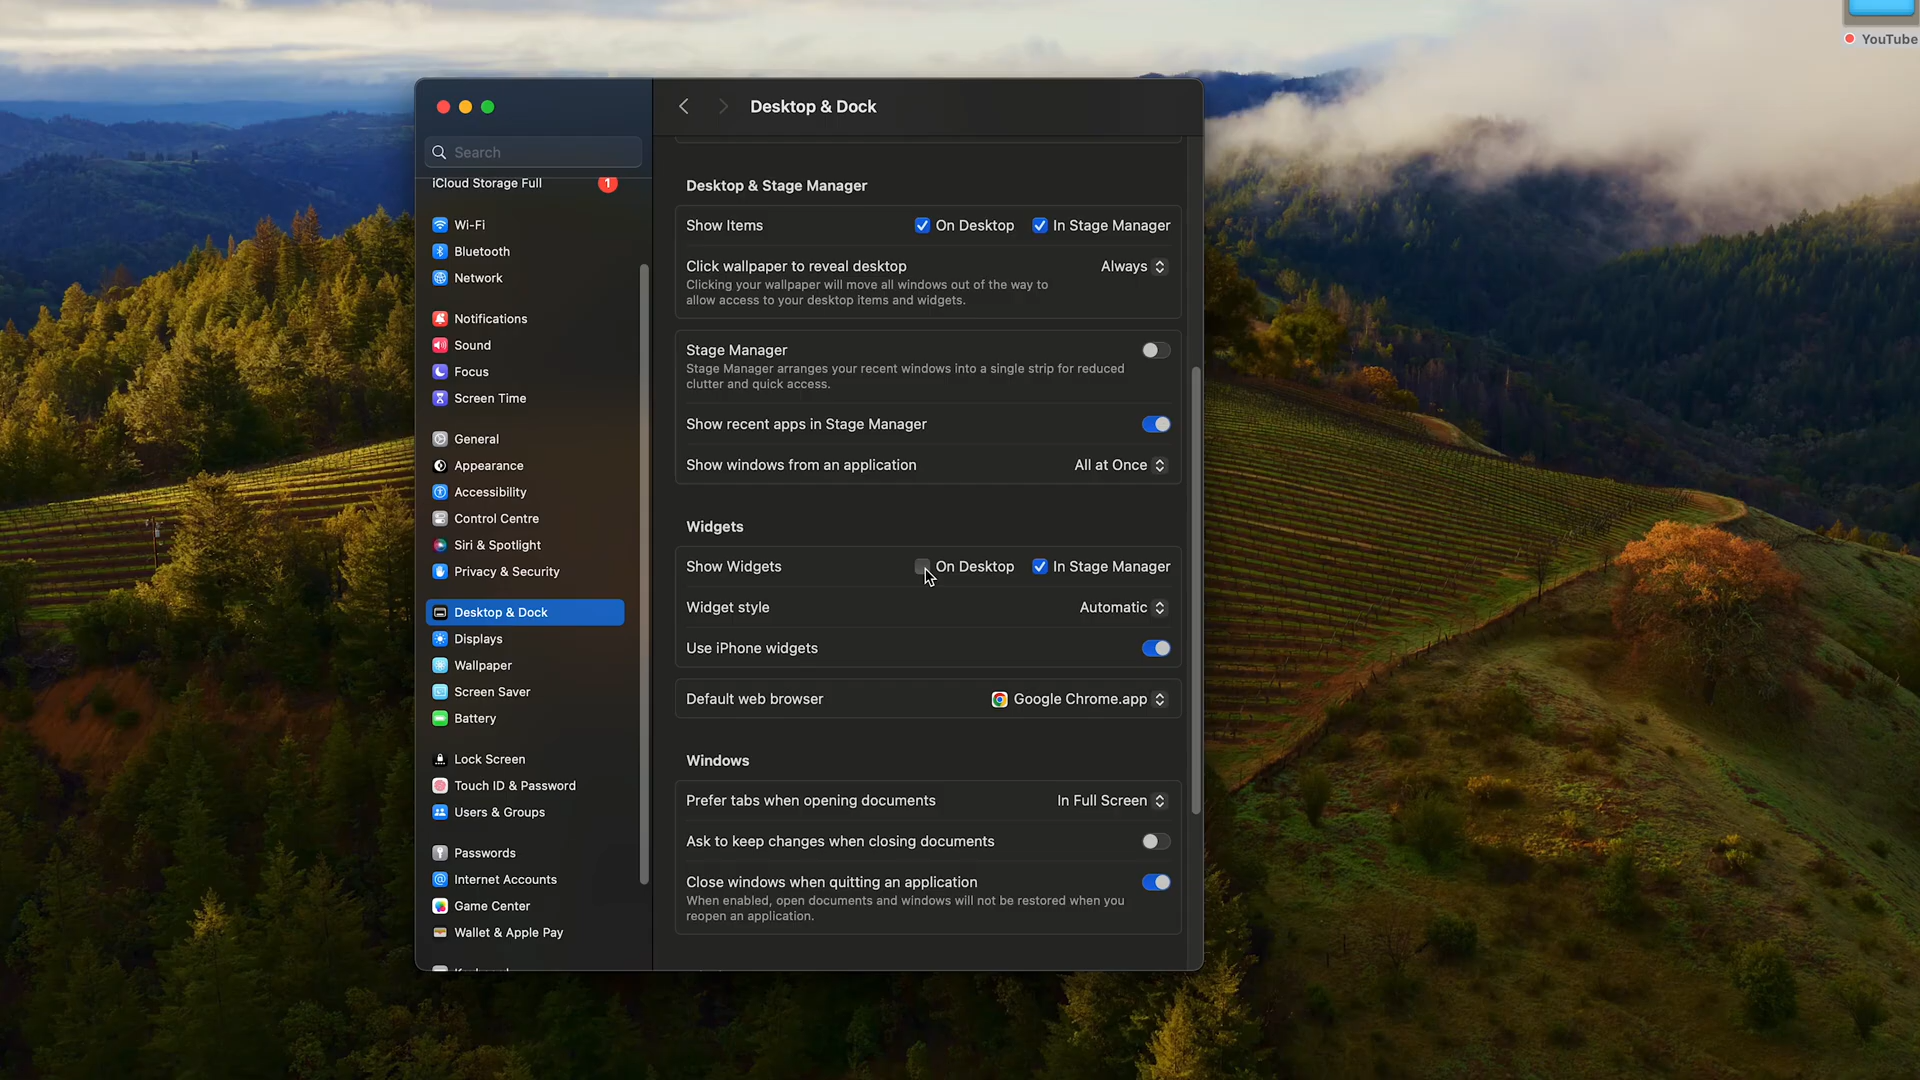 YouTube
Desktop & Dock
Search
iCloud Storage Full
1
Wi-Fi
Bluetooth
Network
Notifications
Sound
Focus
Screen Time
General
Appearance
Accessibility
Control Centre
Siri & Spotlight
Privacy & Security
Desktop & Dock
Displays
Wallpaper
Screen Saver
Battery
Lock Screen
Touch ID & Password
Users & Groups
Passwords
Internet Accounts
Game Center
Wallet & Apple Pay
Desktop & Stage Manager
Show Items On Desktop In Stage Manager
Click wallpaper to reveal desktop Always
Clicking your wallpaper will move all windows out of the way to
allow access to your desktop items and widgets.
Stage Manager
Stage Manager arranges your recent windows into a single strip for reduced
clutter and quick access.
Show recent apps in Stage Manager
Show windows from an application All at Once
Widgets
Show Widgets On Desktop In Stage Manager
Widget style Automatic
Use iPhone widgets
Default web browser Google Chrome.app
Windows
Prefer tabs when opening documents In Full Screen
Ask to keep changes when closing documents
Close windows when quitting an application
When enabled, open documents and windows will not be restored when you
reopen an application.